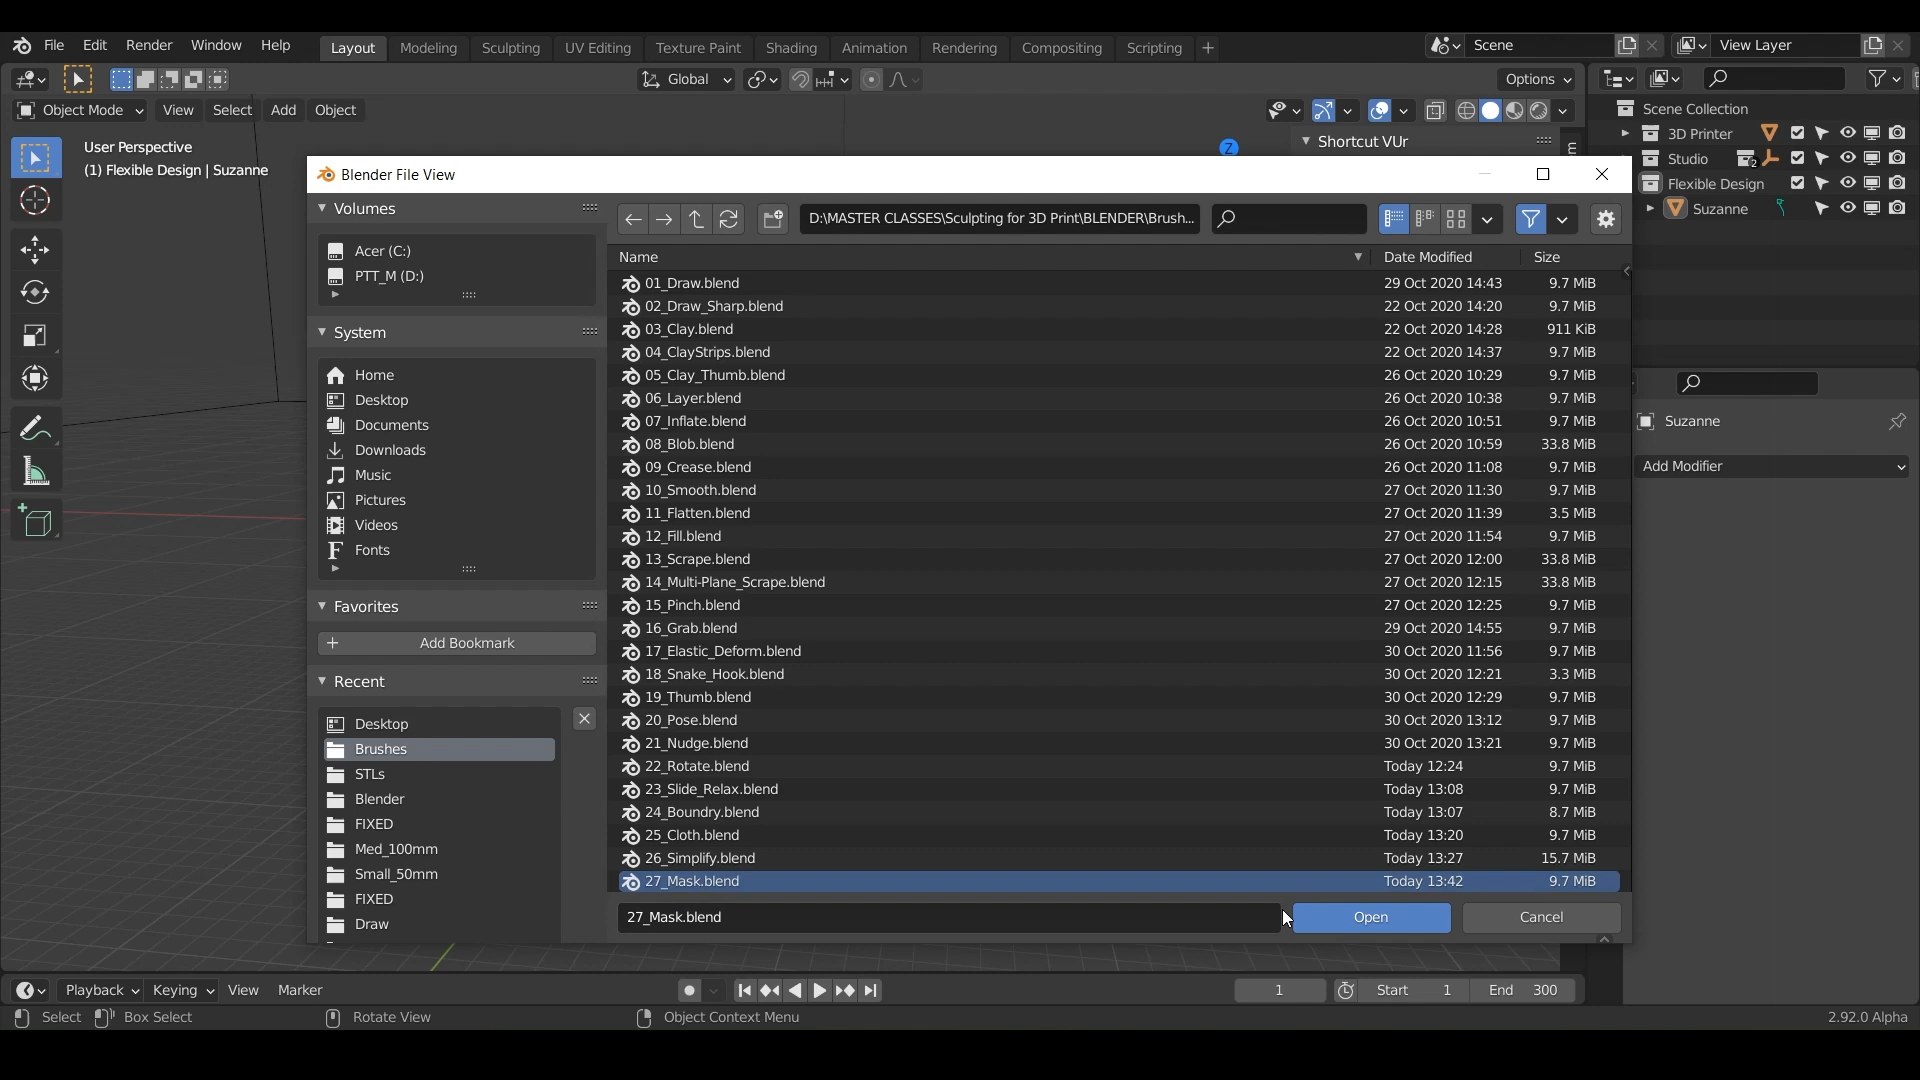 File Edit Render Window Help Layout Modeling Sculpting UV Editing Texture Paint Shading Animation Rendering Compositing Scripting + Scene View Layer
Global Options
Object Mode View Select Add Object
Scene Collection
3D Printer
Studio 2
Flexible Design
Suzanne
User Perspective
(1) Flexible Design | Suzanne
Z
Shortcut VUr
Blender File View
Volumes
Acer (C:)
PTT_M (D:)
System
Home
Desktop
Documents
Downloads
Music
Pictures
Videos
Fonts
Favorites
Add Bookmark
Recent
Desktop
Brushes
STLs
Blender
FIXED
Med_100mm
Small_50mm
FIXED
Draw
D:\MASTER CLASSES\Sculpting for 3D Print\BLENDER\Brush...
Name Date Modified Size
01_Draw.blend 29 Oct 2020 14:43 9.7 MiB
02_Draw_Sharp.blend 22 Oct 2020 14:20 9.7 MiB
03_Clay.blend 22 Oct 2020 14:28 911 KiB
04_ClayStrips.blend 22 Oct 2020 14:37 9.7 MiB
05_Clay_Thumb.blend 26 Oct 2020 10:29 9.7 MiB
06_Layer.blend 26 Oct 2020 10:38 9.7 MiB
07_Inflate.blend 26 Oct 2020 10:51 9.7 MiB
08_Blob.blend 26 Oct 2020 10:59 33.8 MiB
09_Crease.blend 26 Oct 2020 11:08 9.7 MiB
10_Smooth.blend 27 Oct 2020 11:30 9.7 MiB
11_Flatten.blend 27 Oct 2020 11:39 3.5 MiB
12_Fill.blend 27 Oct 2020 11:54 9.7 MiB
13_Scrape.blend 27 Oct 2020 12:00 33.8 MiB
14_Multi-Plane_Scrape.blend 27 Oct 2020 12:15 33.8 MiB
15_Pinch.blend 27 Oct 2020 12:25 9.7 MiB
16_Grab.blend 29 Oct 2020 14:55 9.7 MiB
17_Elastic_Deform.blend 30 Oct 2020 11:56 9.7 MiB
18_Snake_Hook.blend 30 Oct 2020 12:21 3.3 MiB
19_Thumb.blend 30 Oct 2020 12:29 9.7 MiB
20_Pose.blend 30 Oct 2020 13:12 9.7 MiB
21_Nudge.blend 30 Oct 2020 13:21 9.7 MiB
22_Rotate.blend Today 12:24 9.7 MiB
23_Slide_Relax.blend Today 13:08 9.7 MiB
24_Boundry.blend Today 13:07 8.7 MiB
25_Cloth.blend Today 13:20 9.7 MiB
26_Simplify.blend Today 13:27 15.7 MiB
27_Mask.blend Today 13:42 9.7 MiB
27_Mask.blend Open Cancel
Suzanne
Add Modifier
Playback Keying View Marker 1 Start 1 End 300
Select Box Select Rotate View Object Context Menu 2.92.0 Alpha